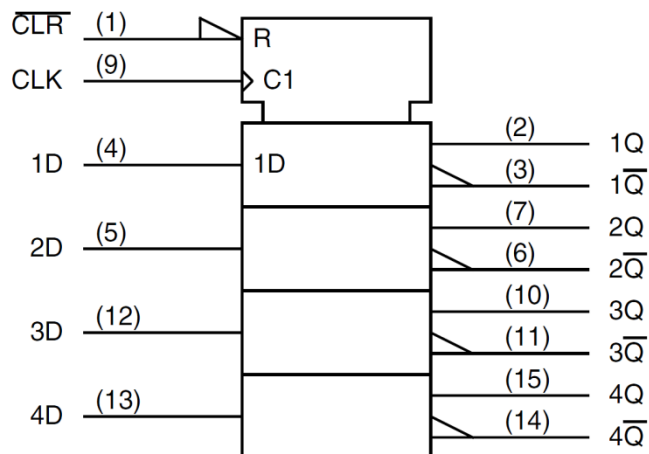 C̅L̅R̅ (1) R
CLK (9) C1
(2) 1Q
1D (4) 1D
(3) 1Q̅
(7) 2Q
2D (5)
(6) 2Q̅
(10) 3Q
3D (12)
(11) 3Q̅
(15) 4Q
4D (13)
(14) 4Q̅